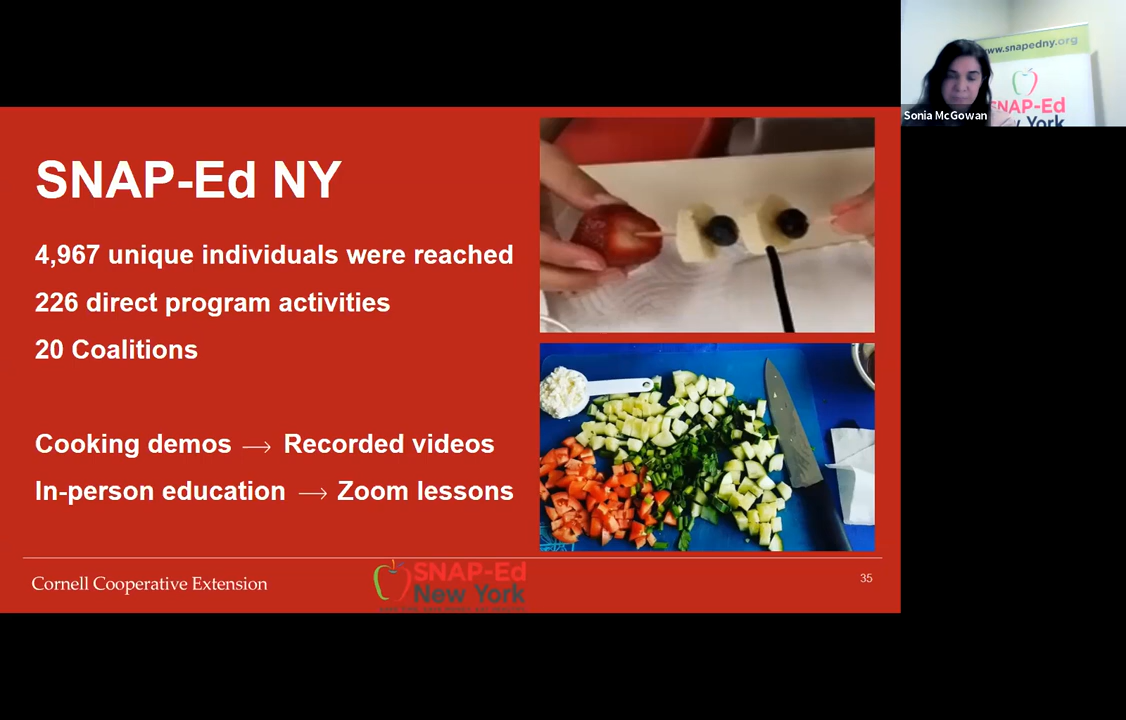 www.snapedny.org
SNAP-Ed
York
Sonia McGowan
SNAP-Ed NY
4,967 unique individuals were reached
226 direct program activities
20 Coalitions
Cooking demos → Recorded videos
In-person education → Zoom lessons
Cornell Cooperative Extension
SNAP-Ed
New York
35